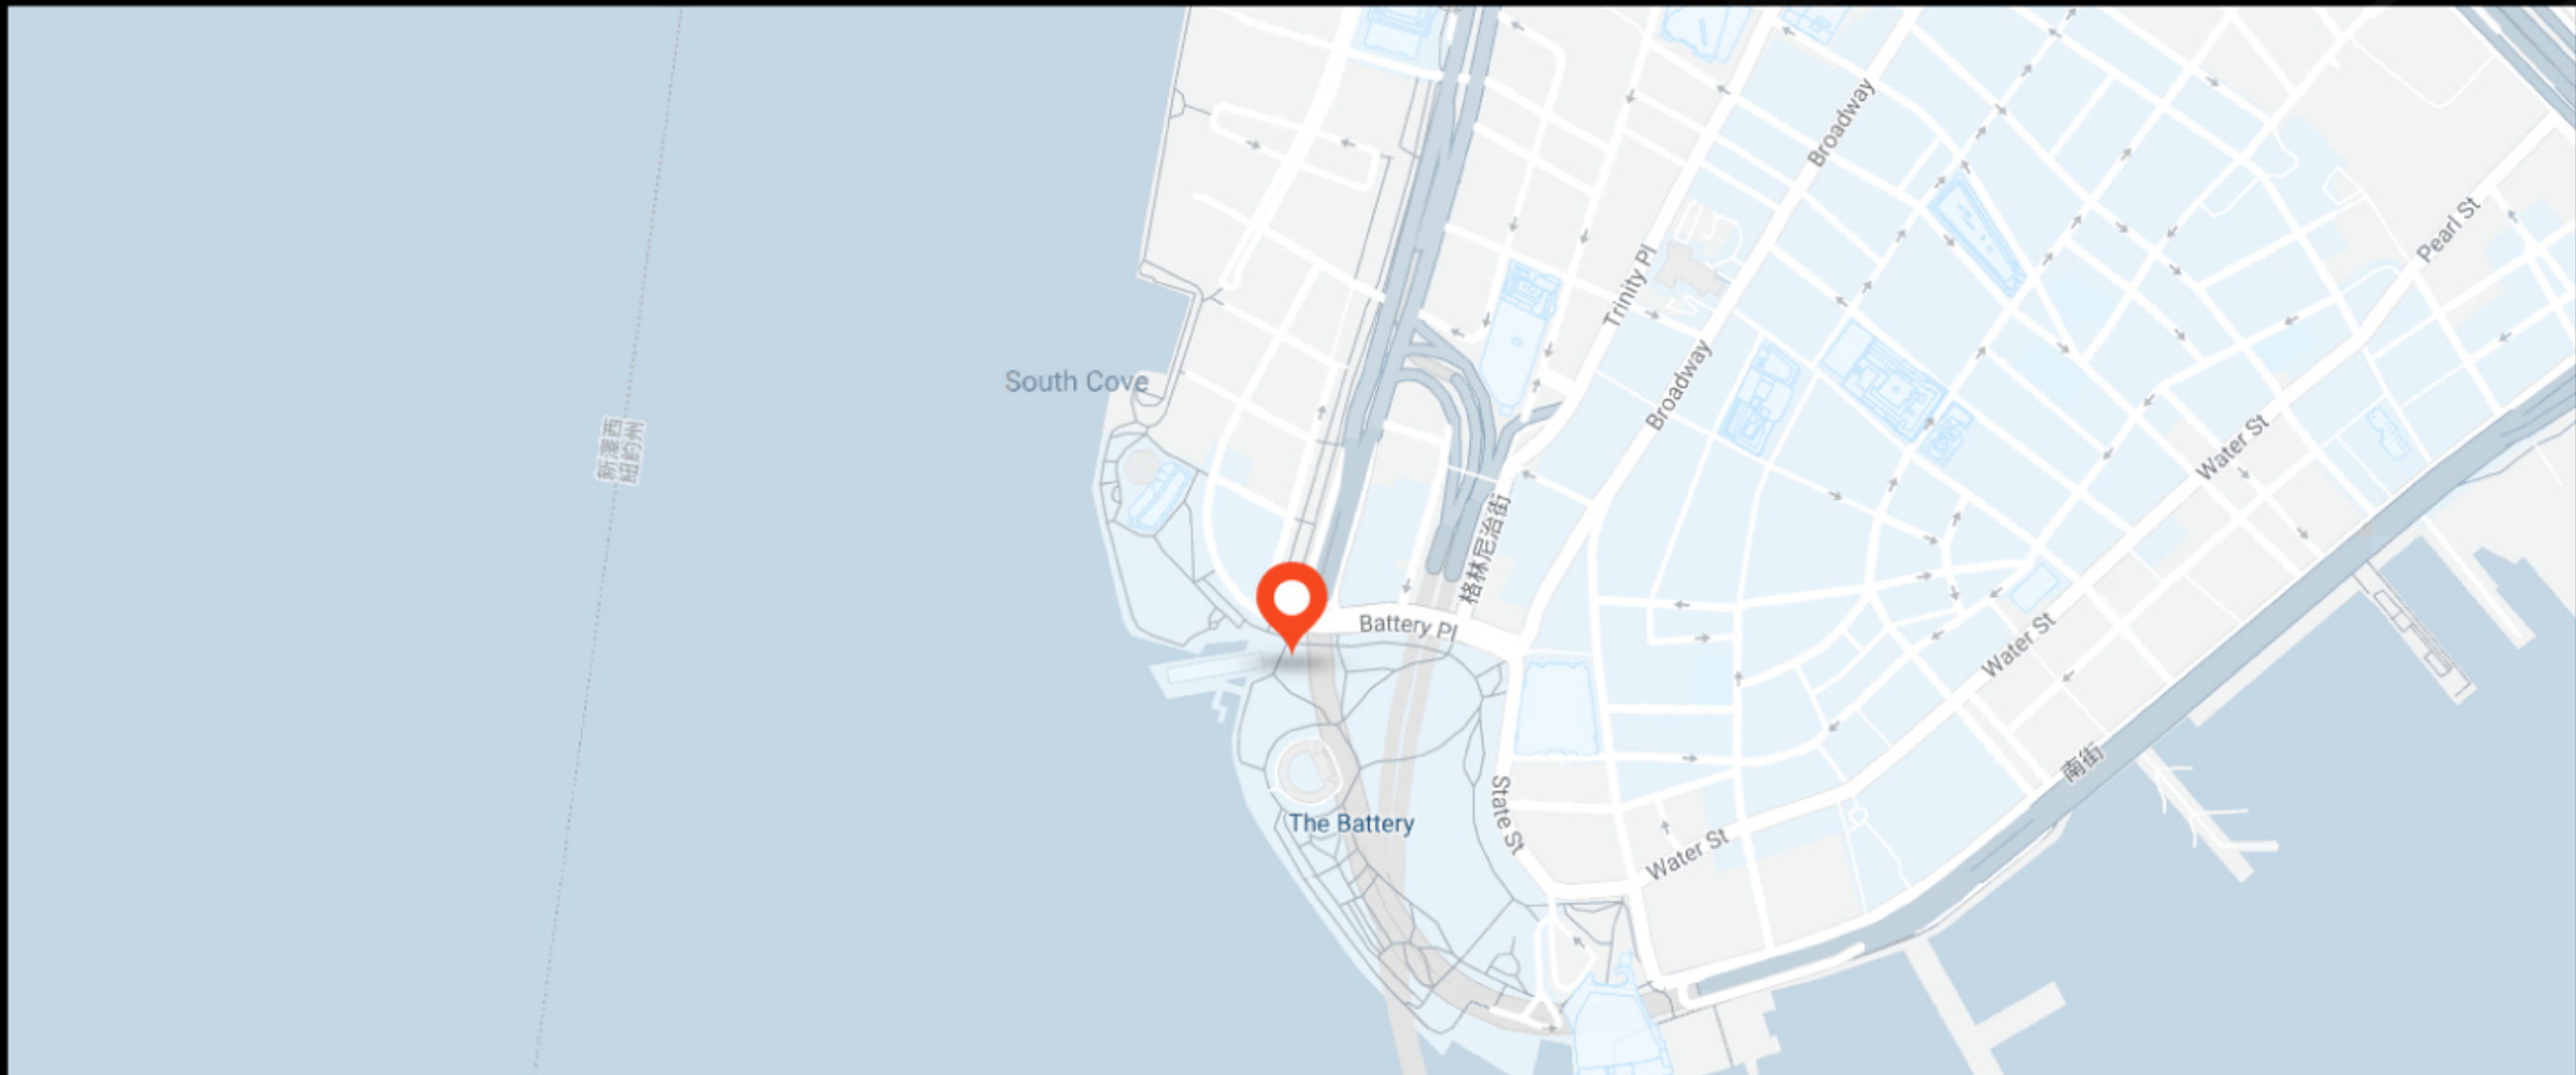 Broadway
Pearl St
Trinity Pl
South Cove
Broadway
新澤西
紐約州
Water St
格林尼治街
Battery Pl
Water St
南街
State St
The Battery
Water St